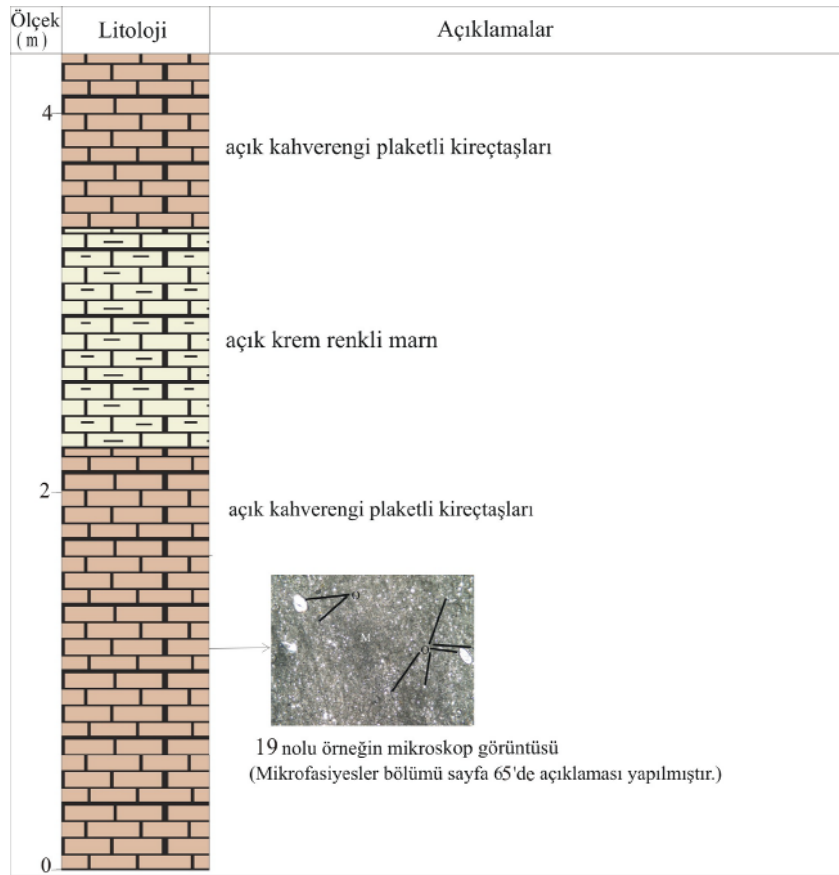 Ölçek
(m)
Litoloji
Açıklamalar
4
açık kahverengi plaketli kireçtaşları
açık krem renkli marn
2
açık kahverengi plaketli kireçtaşları
O
M
O
19 nolu örneğin mikroskop görüntüsü
(Mikrofasiyesler bölümü sayfa 65'de açıklaması yapılmıştır.)
0